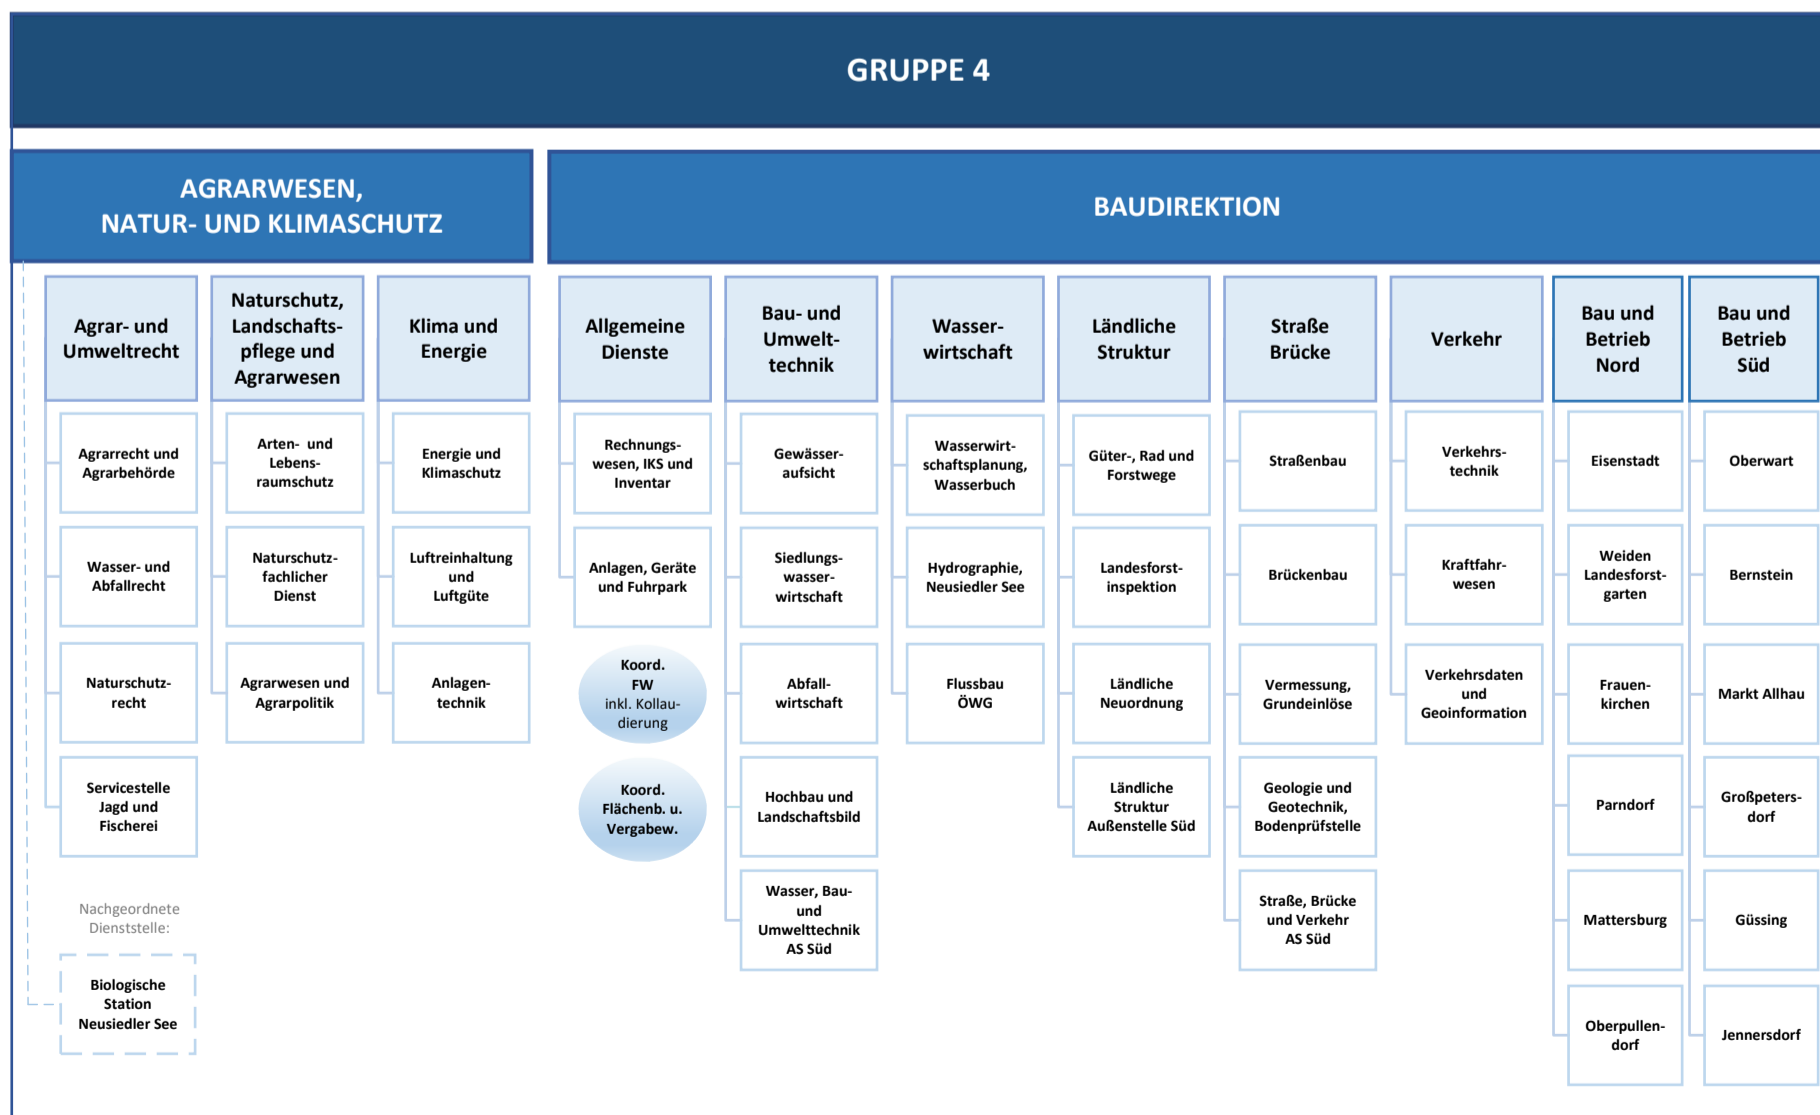 GRUPPE 4
AGRARWESEN,
NATUR- UND KLIMASCHUTZ
BAUDIREKTION
Agrar- und
Umweltrecht
Agrarrecht und
Agrarbehörde
Wasser- und
Abfallrecht
Naturschutz-
recht
Servicestelle
Jagd und
Fischerei
Nachgeordnete
Dienststelle:
Biologische
Station
Neusiedler See
Naturschutz,
Landschafts-
pflege und
Agrarwesen
Arten- und
Lebens-
raumschutz
Naturschutz-
fachlicher
Dienst
Agrarwesen und
Agrarpolitik
Klima und
Energie
Energie und
Klimaschutz
Luftreinhaltung
und
Luftgüte
Anlagen-
technik
Allgemeine
Dienste
Rechnungs-
wesen, IKS und
Inventar
Anlagen, Geräte
und Fuhrpark
Koord.
FW
inkl. Kollau-
dierung
Koord.
Flächenb. u.
Vergabew.
Bau- und
Umwelt-
technik
Gewässer-
aufsicht
Siedlungs-
wasser-
wirtschaft
Abfall-
wirtschaft
Hochbau und
Landschaftsbild
Wasser, Bau-
und
Umwelttechnik
AS Süd
Wasser-
wirtschaft
Wasserwirt-
schaftsplanung,
Wasserbuch
Hydrographie,
Neusiedler See
Flussbau
ÖWG
Ländliche
Struktur
Güter-, Rad und
Forstwege
Landesforst-
inspektion
Ländliche
Neuordnung
Ländliche
Struktur
Außenstelle Süd
Straße
Brücke
Straßenbau
Brückenbau
Vermessung,
Grundeinlöse
Geologie und
Geotechnik,
Bodenprüfstelle
Straße, Brücke
und Verkehr
AS Süd
Verkehr
Verkehrs-
technik
Kraftfahr-
wesen
Verkehrsdaten
und
Geoinformation
Bau und
Betrieb
Nord
Eisenstadt
Weiden
Landesforst-
garten
Frauen-
kirchen
Parndorf
Mattersburg
Oberpullen-
dorf
Bau und
Betrieb
Süd
Oberwart
Bernstein
Markt Allhau
Großpeters-
dorf
Güssing
Jennersdorf